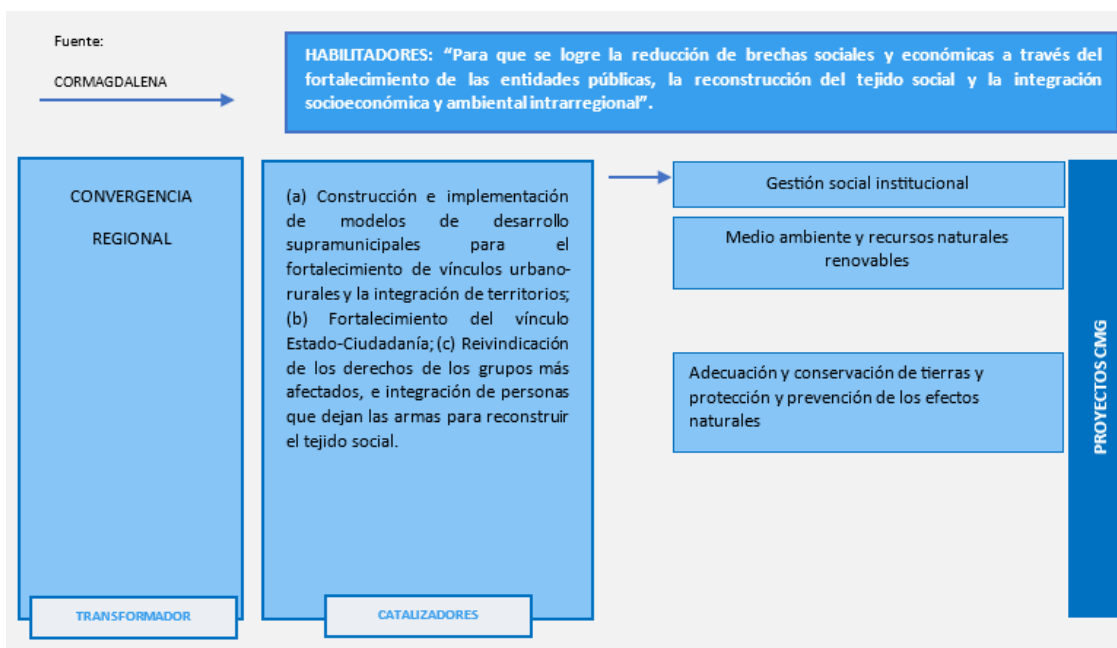 Fuente:
CORMAGDALENA
HABILITADORES: “Para que se logre la reducción de brechas sociales y económicas a través del
fortalecimiento de las entidades públicas, la reconstrucción del tejido social y la integración
socioeconómica y ambiental intrarregional”.
CONVERGENCIA
REGIONAL
TRANSFORMADOR
(a) Construcción e implementación
de modelos de desarrollo
supramunicipales para el
fortalecimiento de vínculos urbano-
rurales y la integración de territorios;
(b) Fortalecimiento del vínculo
Estado-Ciudadanía; (c) Reivindicación
de los derechos de los grupos más
afectados, e integración de personas
que dejan las armas para reconstruir
el tejido social.
CATALIZADORES
Gestión social institucional
Medio ambiente y recursos naturales
renovables
Adecuación y conservación de tierras y
protección y prevención de los efectos
naturales
PROYECTOS CMG